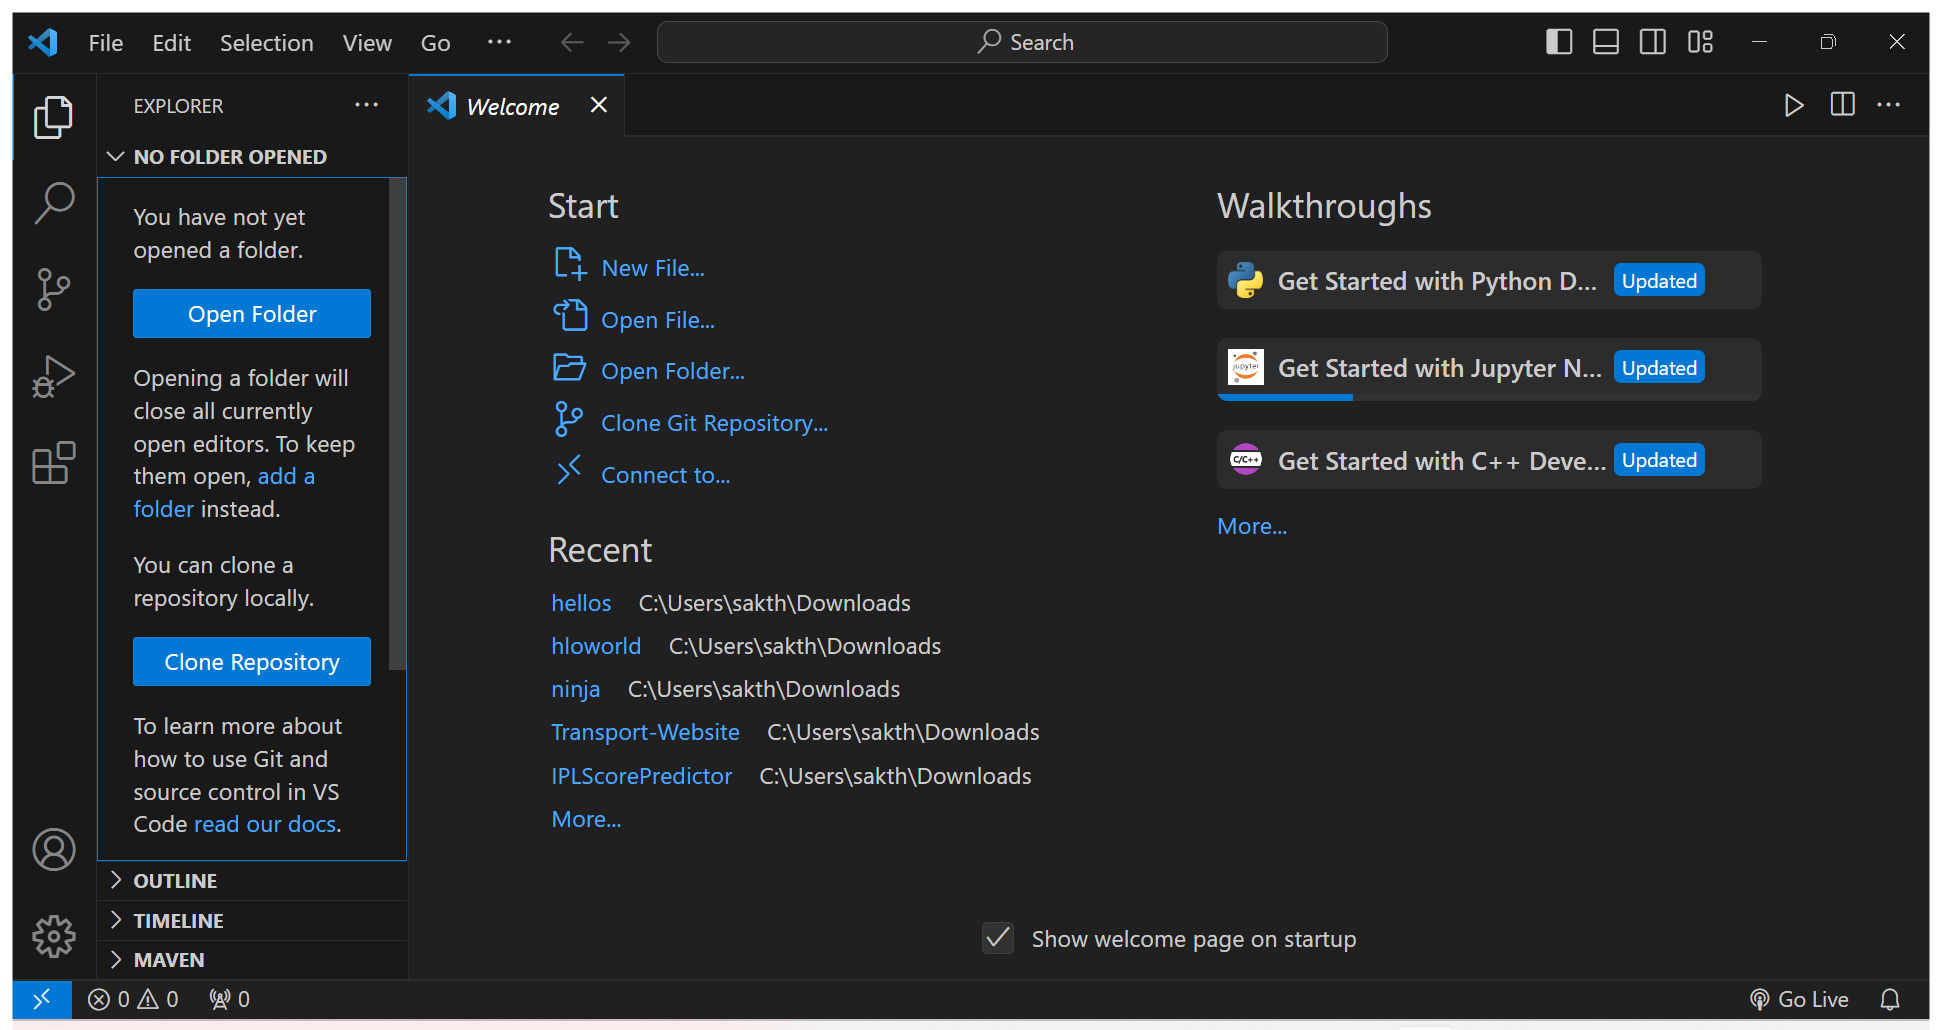 File Edit Selection View Go ··· Search
EXPLORER ···
Welcome
NO FOLDER OPENED
You have not yet
opened a folder.
Open Folder
Opening a folder will
close all currently
open editors. To keep
them open, add a
folder instead.
You can clone a
repository locally.
Clone Repository
To learn more about
how to use Git and
source control in VS
Code read our docs.
OUTLINE
TIMELINE
MAVEN
Start
New File...
Open File...
Open Folder...
Clone Git Repository...
Connect to...
Recent
hellos C:\Users\sakth\Downloads
hloworld C:\Users\sakth\Downloads
ninja C:\Users\sakth\Downloads
Transport-Website C:\Users\sakth\Downloads
IPLScorePredictor C:\Users\sakth\Downloads
More...
Walkthroughs
Get Started with Python D... Updated
jupyter Get Started with Jupyter N... Updated
C/C++ Get Started with C++ Deve... Updated
More...
Show welcome page on startup
0 0 0 Go Live